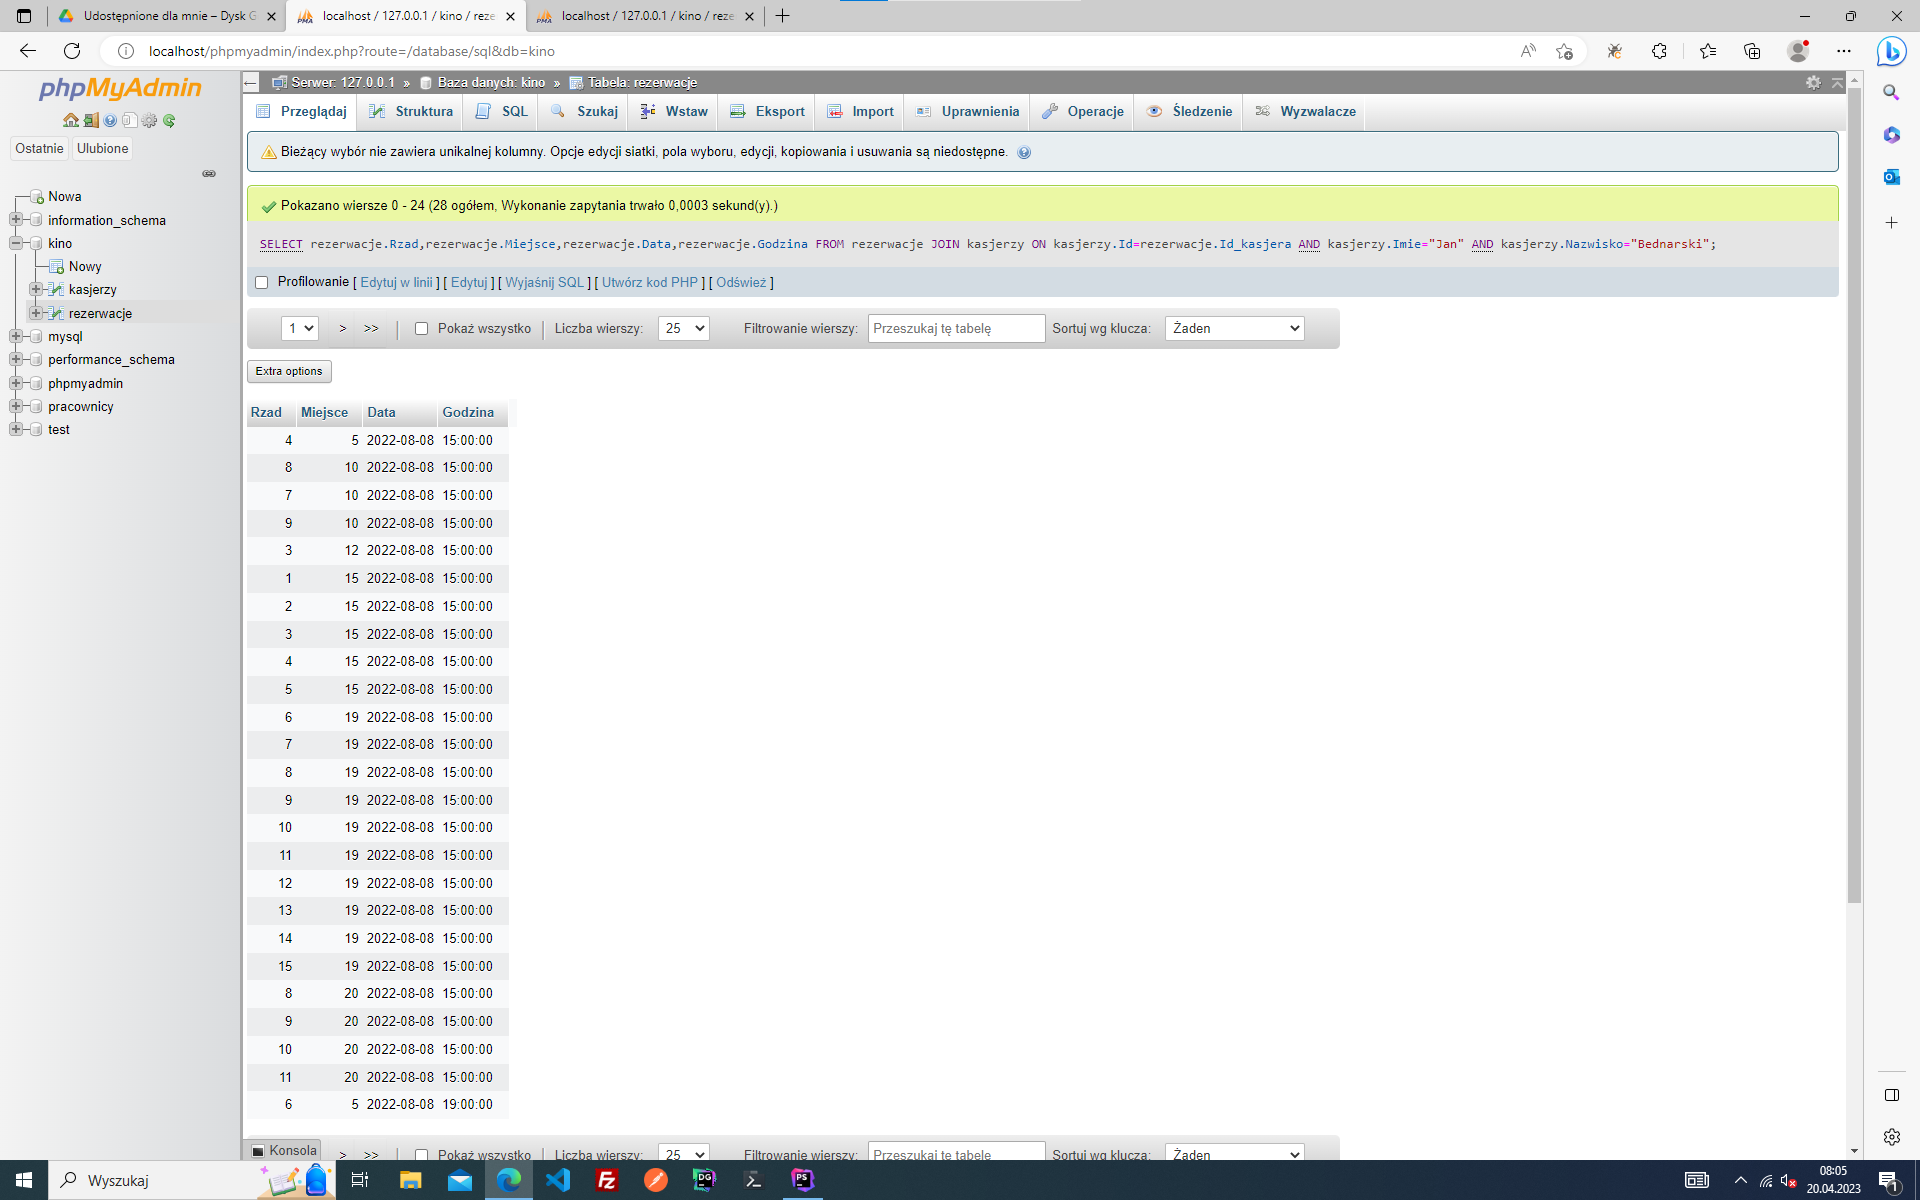 Udostępnione dla mnie – Dysk G
localhost / 127.0.0.1 / kino / reze
localhost / 127.0.0.1 / kino / reze
localhost/phpmyadmin/index.php?route=/database/sql&db=kino
phpMyAdmin
Ostatnie Ulubione
Nowa
information_schema
kino
Nowy
kasjerzy
rezerwacje
mysql
performance_schema
phpmyadmin
pracownicy
test
Serwer: 127.0.0.1 » Baza danych: kino » Tabela: rezerwacje
Przeglądaj Struktura SQL Szukaj Wstaw Eksport Import Uprawnienia Operacje Śledzenie Wyzwalacze
Bieżący wybór nie zawiera unikalnej kolumny. Opcje edycji siatki, pola wyboru, edycji, kopiowania i usuwania są niedostępne.
Pokazano wiersze 0 - 24 (28 ogółem, Wykonanie zapytania trwało 0,0003 sekund(y).)
SELECT rezerwacje.Rzad,rezerwacje.Miejsce,rezerwacje.Data,rezerwacje.Godzina FROM rezerwacje JOIN kasjerzy ON kasjerzy.Id=rezerwacje.Id_kasjera AND kasjerzy.Imie="Jan" AND kasjerzy.Nazwisko="Bednarski";
Profilowanie [ Edytuj w linii ] [ Edytuj ] [ Wyjaśnij SQL ] [ Utwórz kod PHP ] [ Odśwież ]
1 > >> | Pokaż wszystko | Liczba wierszy: 25 Filtrowanie wierszy: Przeszukaj tę tabelę Sortuj wg klucza: Żaden
Extra options
Rzad Miejsce Data Godzina
4 5 2022-08-08 15:00:00
8 10 2022-08-08 15:00:00
7 10 2022-08-08 15:00:00
9 10 2022-08-08 15:00:00
3 12 2022-08-08 15:00:00
1 15 2022-08-08 15:00:00
2 15 2022-08-08 15:00:00
3 15 2022-08-08 15:00:00
4 15 2022-08-08 15:00:00
5 15 2022-08-08 15:00:00
6 19 2022-08-08 15:00:00
7 19 2022-08-08 15:00:00
8 19 2022-08-08 15:00:00
9 19 2022-08-08 15:00:00
10 19 2022-08-08 15:00:00
11 19 2022-08-08 15:00:00
12 19 2022-08-08 15:00:00
13 19 2022-08-08 15:00:00
14 19 2022-08-08 15:00:00
15 19 2022-08-08 15:00:00
8 20 2022-08-08 15:00:00
9 20 2022-08-08 15:00:00
10 20 2022-08-08 15:00:00
11 20 2022-08-08 15:00:00
6 5 2022-08-08 19:00:00
Konsola > >> | Pokaż wszystko | Liczba wierszy: 25 Filtrowanie wierszy: Przeszukaj tę tabelę Sortuj wg klucza: Żaden
Wyszukaj
08:05
20.04.2023
1